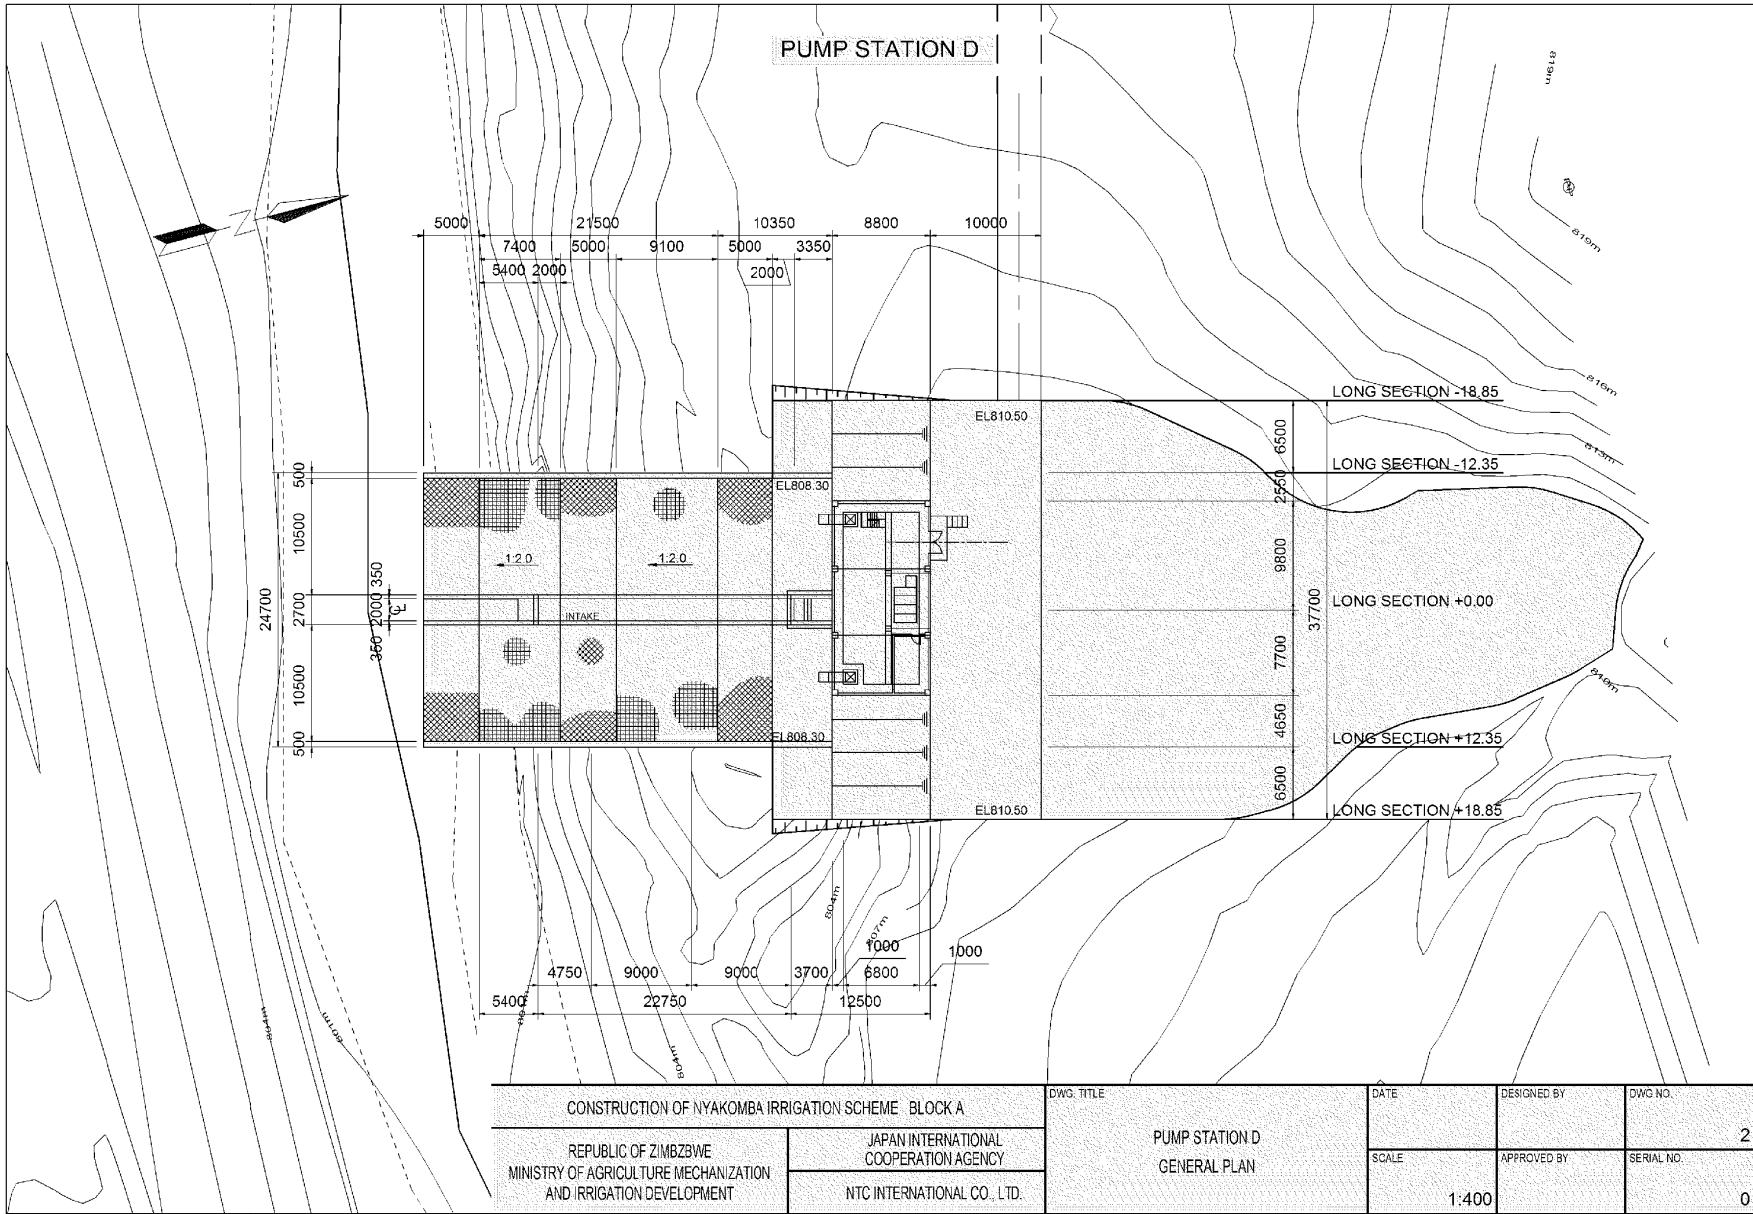 PUMP STATION D
819m
Z
819m
5000
21500
10350
8800
10000
7400
5000
9100
5000
3350
5400
2000
2000
816m
LONG SECTION -18.85
EL810.50
6500
813m
LONG SECTION -12.35
500
EL808.30
2550
10500
1:2.0
1:2.0
9800
350
24700
2700
2000
INTAKE
LONG SECTION +0.00
37700
350
7700
810m
10500
4650
500
EL808.30
LONG SECTION +12.35
6500
EL810.50
LONG SECTION +18.85
804m
807m
1000
1000
4750
9000
9000
3700
6800
5400
22750
12500
804m
801m
804m
CONSTRUCTION OF NYAKOMBA IRRIGATION SCHEME BLOCK A
REPUBLIC OF ZIMBZBWE
MINISTRY OF AGRICULTURE MECHANIZATION
AND IRRIGATION DEVELOPMENT
JAPAN INTERNATIONAL
COOPERATION AGENCY
NTC INTERNATIONAL CO., LTD.
DWG. TITLE
PUMP STATION D
GENERAL PLAN
DATE
DESIGNED BY
DWG NO.
2
SCALE
1:400
APPROVED BY
SERIAL NO.
0